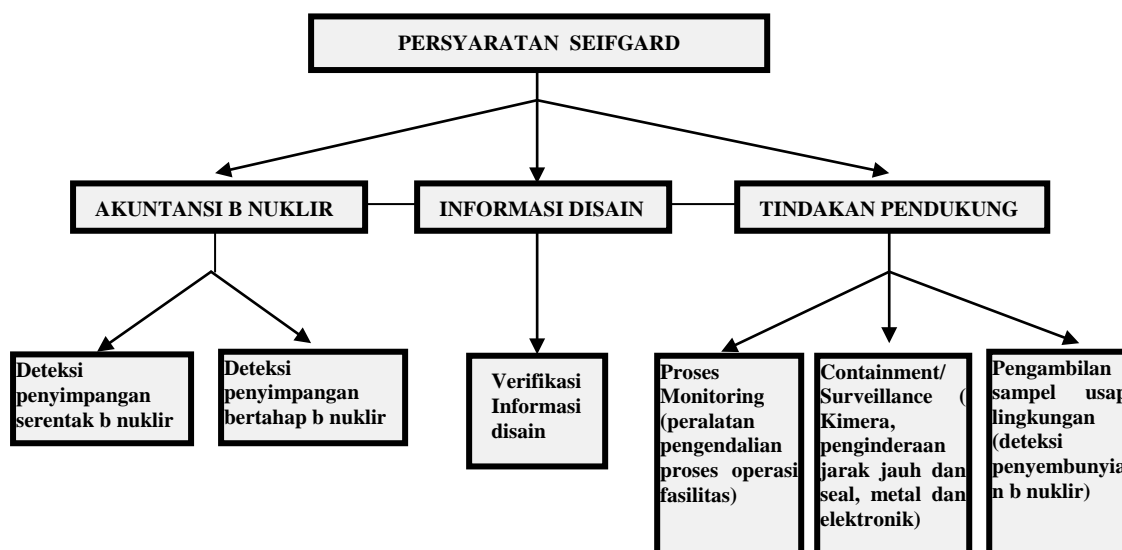 PERSYARATAN SEIFGARD
AKUNTANSI B NUKLIR
INFORMASI DISAIN
TINDAKAN PENDUKUNG
Deteksi
penyimpangan
serentak b nuklir
Deteksi
penyimpangan
bertahap b nuklir
Verifikasi
Informasi
disain
Proses
Monitoring
(peralatan
pengendalian
proses operasi
fasilitas)
Containment/
Surveillance (
Kimera,
penginderaan
jarak jauh dan
seal, metal dan
elektronik)
Pengambilan
sampel usap
lingkungan
(deteksi
penyembunyia
n b nuklir)